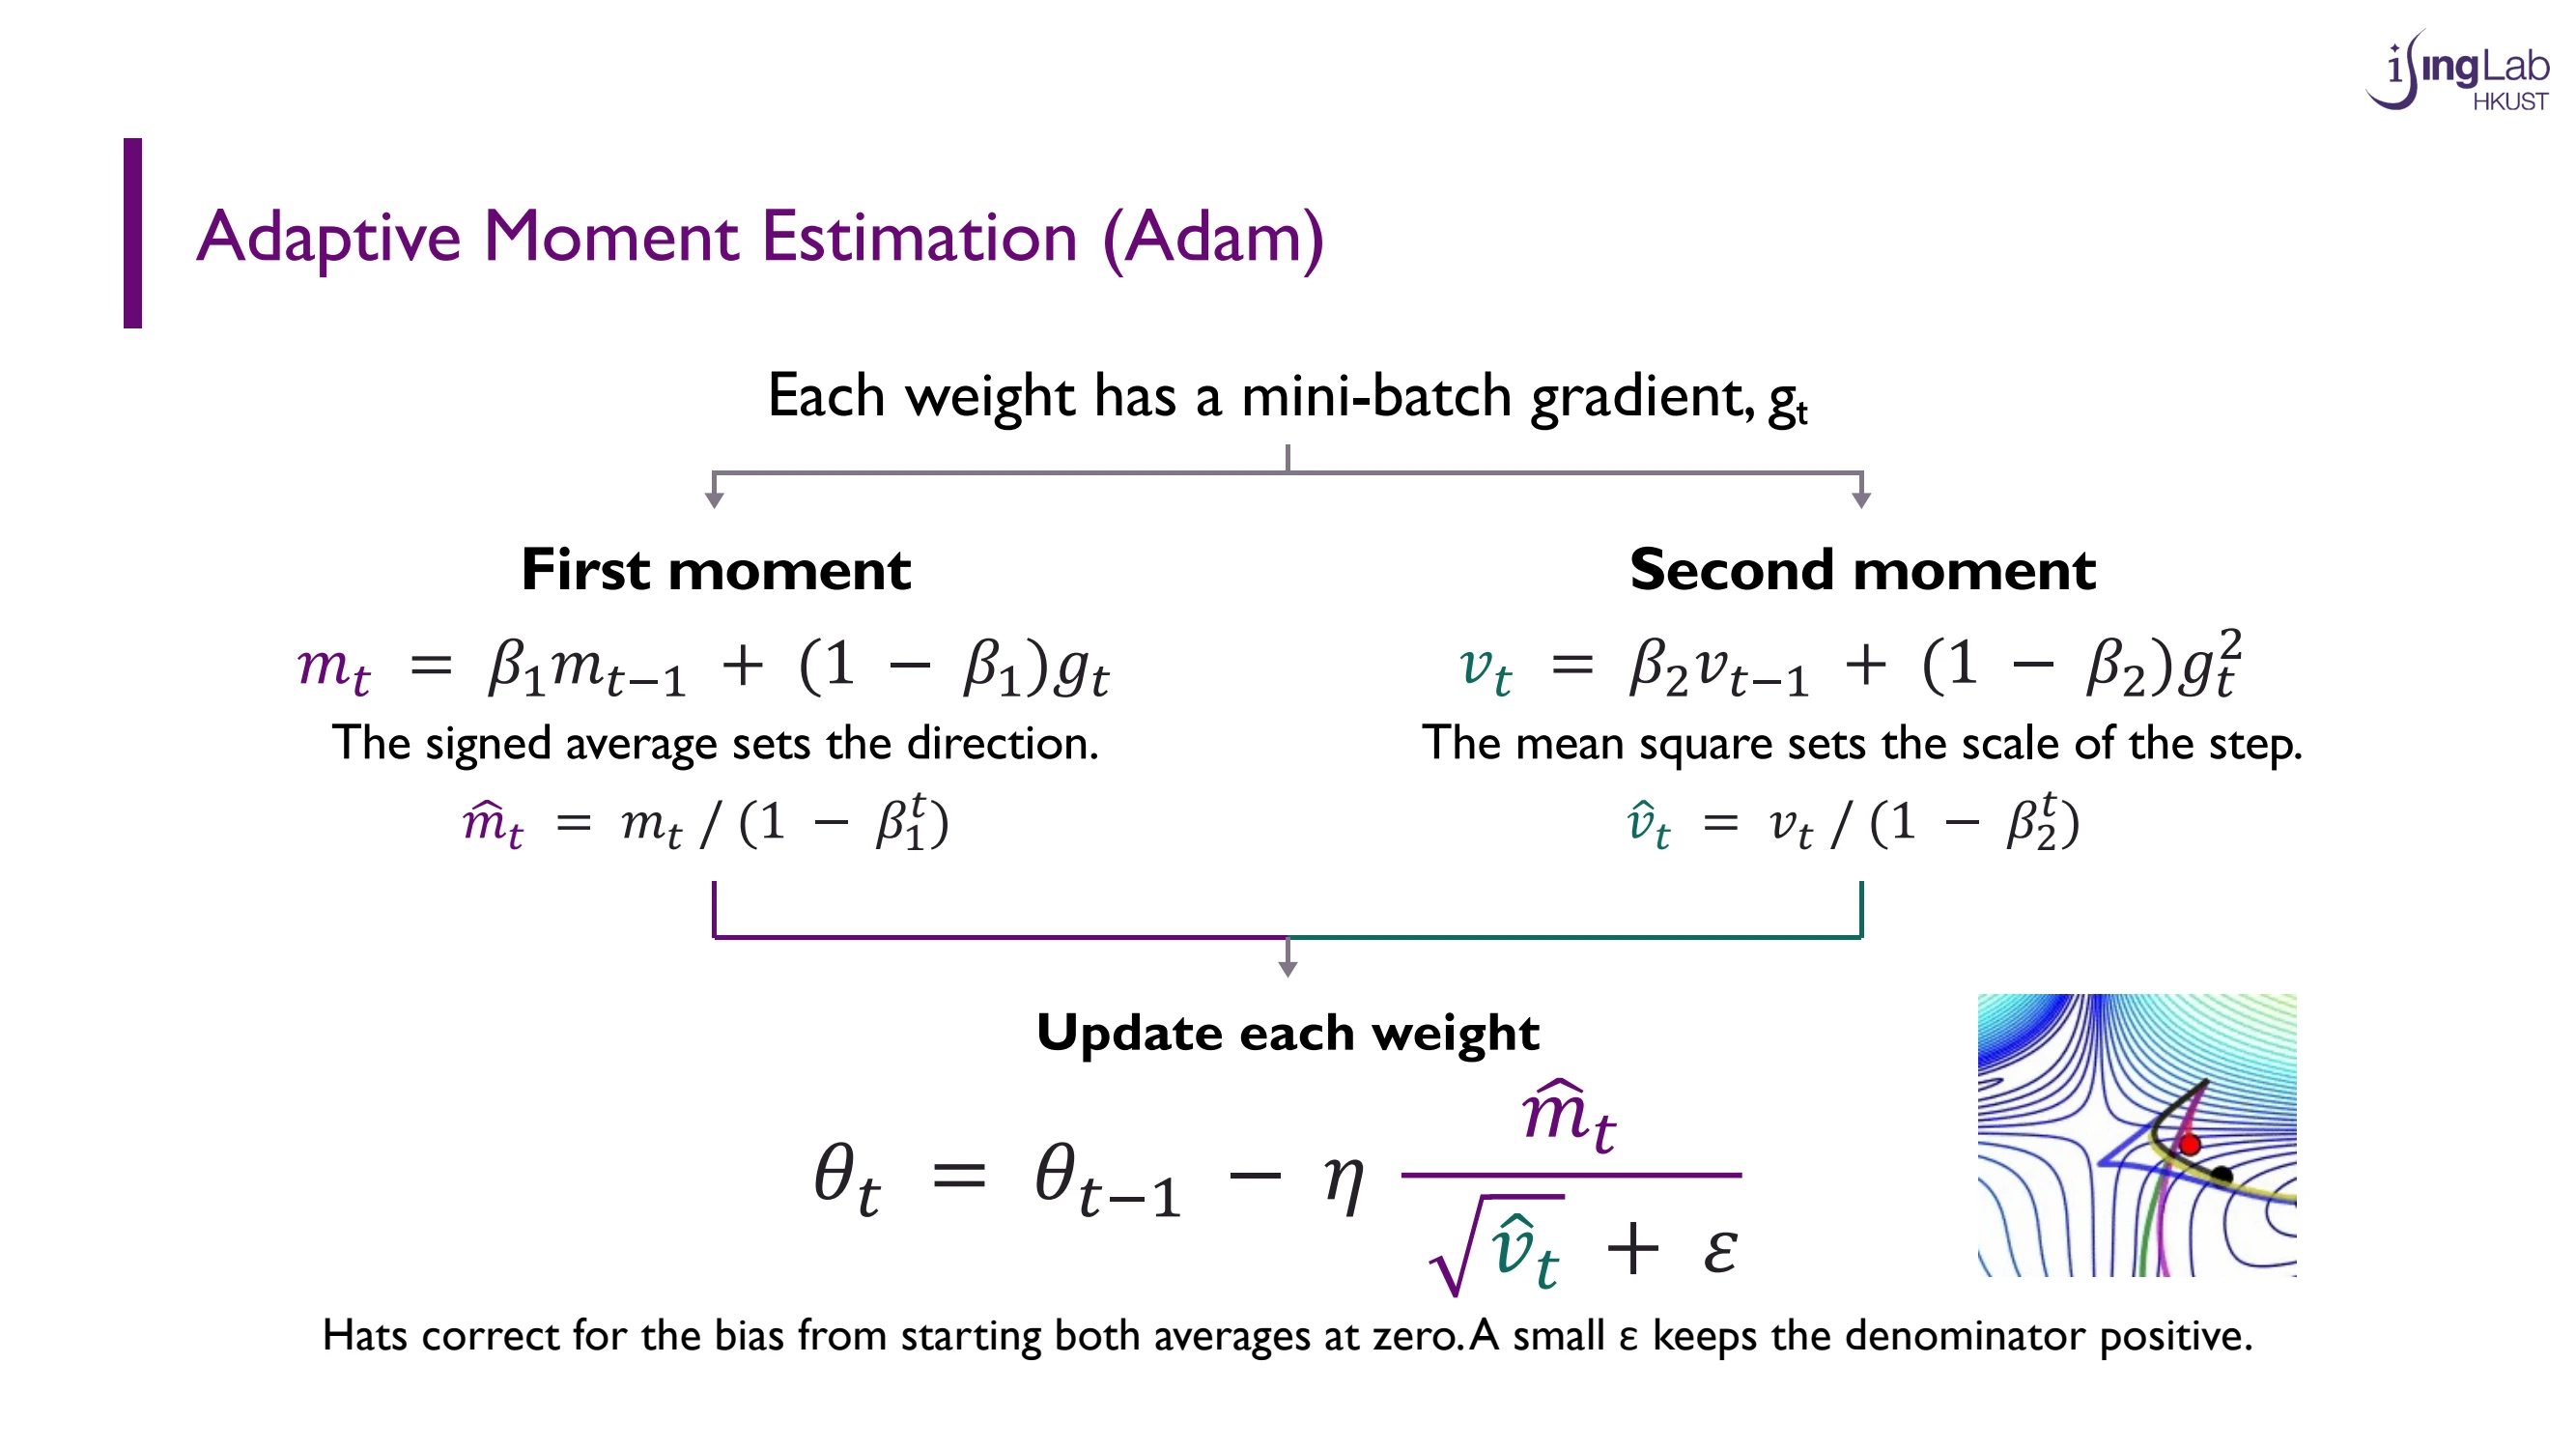 isingLab
HKUST
Adaptive Moment Estimation (Adam)
Each weight has a mini-batch gradient, gₜ
First moment
Second moment
mₜ = β₁mₜ₋₁ + (1 − β₁)gₜ
vₜ = β₂vₜ₋₁ + (1 − β₂)gₜ²
The signed average sets the direction.
The mean square sets the scale of the step.
m̂ₜ = mₜ / (1 − β₁ᵗ)
v̂ₜ = vₜ / (1 − β₂ᵗ)
Update each weight
θₜ = θₜ₋₁ − η m̂ₜ / (√v̂ₜ + ε)
Hats correct for the bias from starting both averages at zero. A small ε keeps the denominator positive.